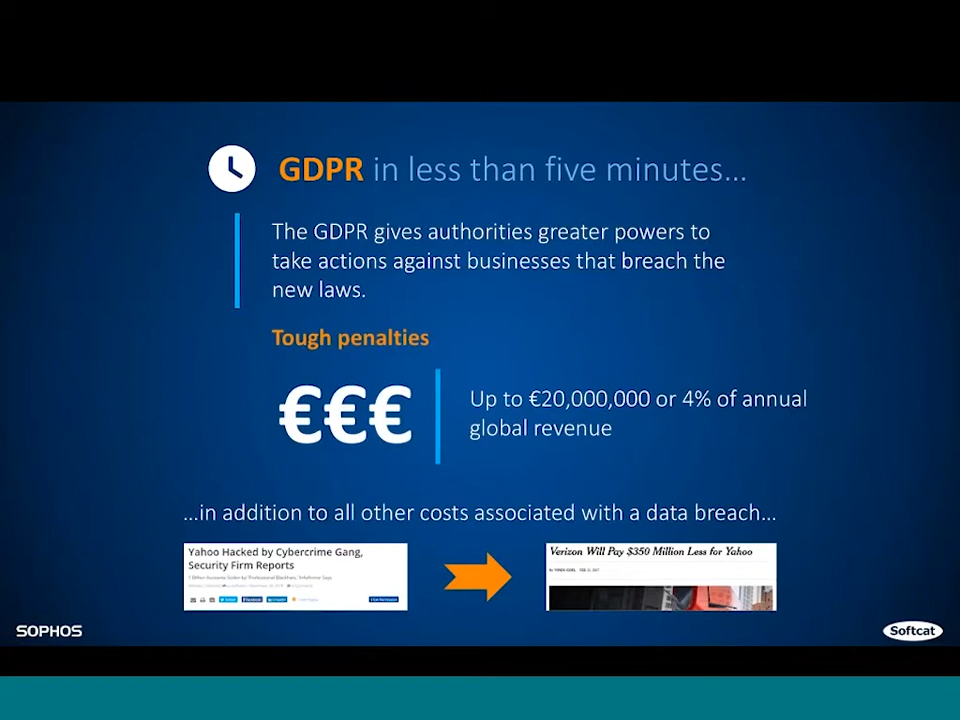 GDPR in less than five minutes...
The GDPR gives authorities greater powers to
take actions against businesses that breach the
new laws.
Tough penalties
€€€
Up to €20,000,000 or 4% of annual
global revenue
...in addition to all other costs associated with a data breach...
Yahoo Hacked by Cybercrime Gang,
Security Firm Reports
Verizon Will Pay $350 Million Less for Yahoo
SOPHOS
Softcat